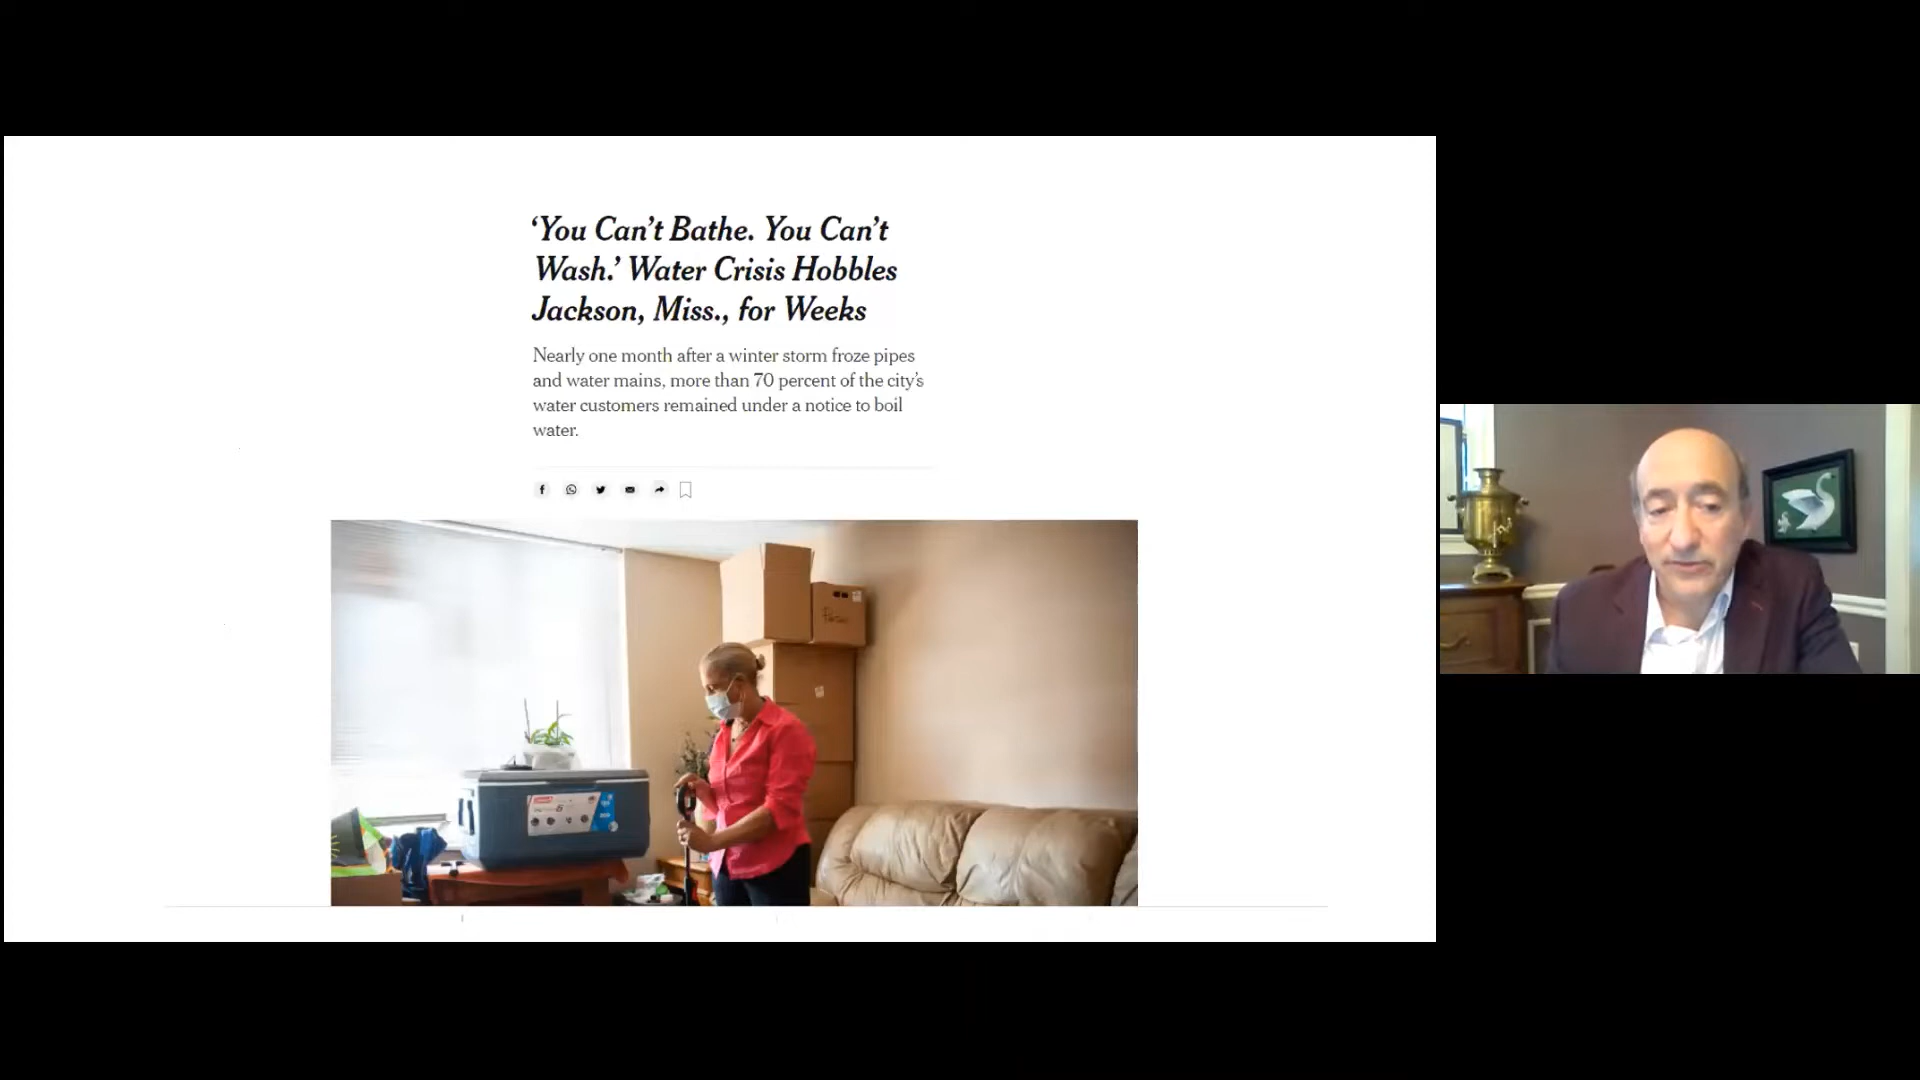 ‘You Can’t Bathe. You Can’t
Wash.’ Water Crisis Hobbles
Jackson, Miss., for Weeks
Nearly one month after a winter storm froze pipes
and water mains, more than 70 percent of the city’s
water customers remained under a notice to boil
water.